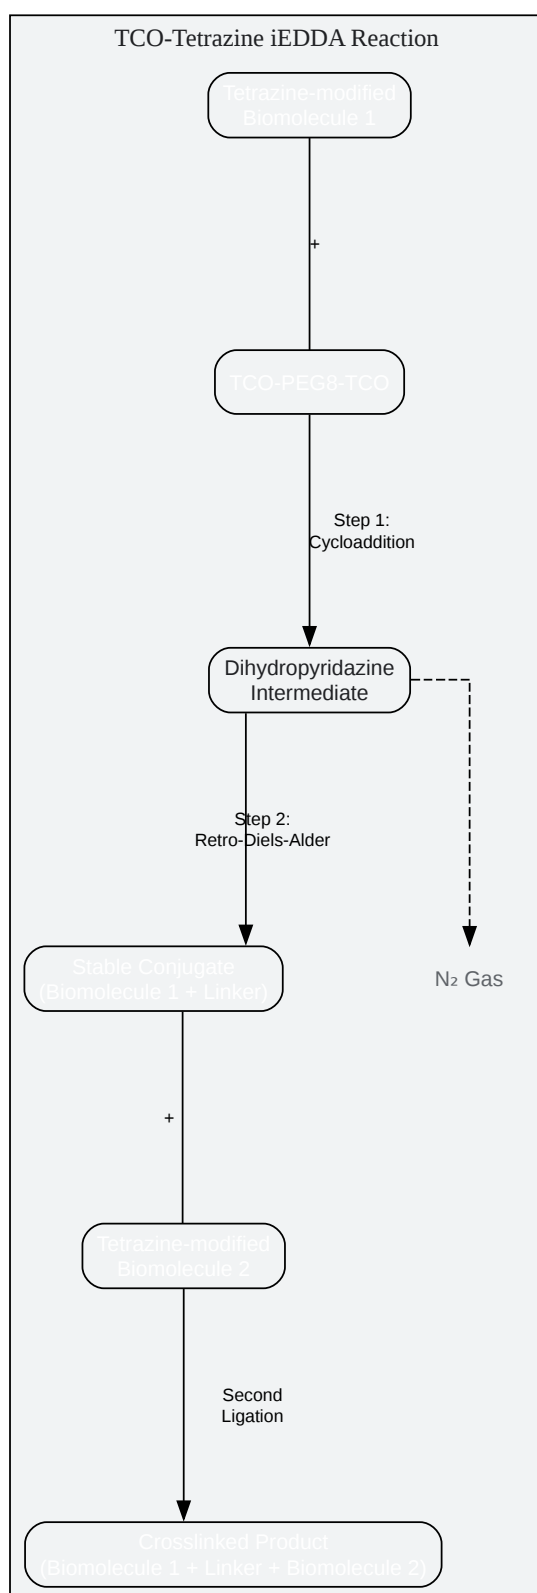 TCO-Tetrazine iEDDA Reaction
Tetrazine-modified
Biomolecule 1
+
TCO-PEG8-TCO
Step 1:
Cycloaddition
Dihydropyridazine
Intermediate
Step 2:
Retro-Diels-Alder
Stable Conjugate
(Biomolecule 1 + Linker)
N₂ Gas
+
Tetrazine-modified
Biomolecule 2
Second
Ligation
Crosslinked Product
(Biomolecule 1 + Linker + Biomolecule 2)